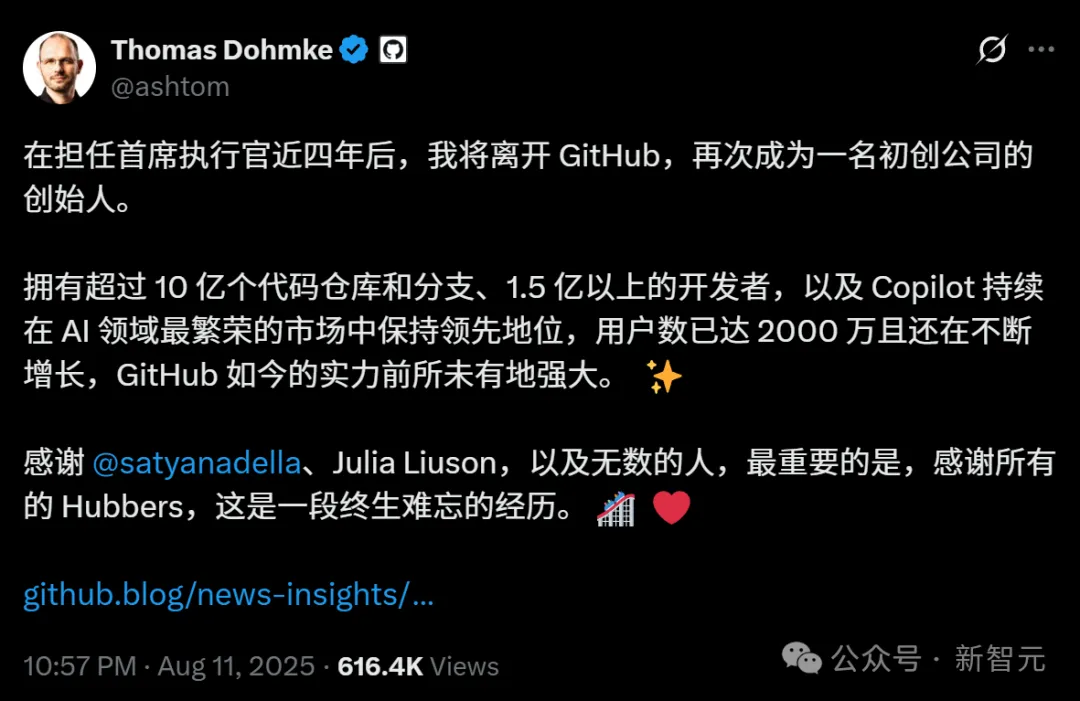 Thomas Dohmke
@ashtom
在担任首席执行官近四年后，我将离开 GitHub，再次成为一名初创公司的
创始人。
拥有超过 10 亿个代码仓库和分支、1.5 亿以上的开发者，以及 Copilot 持续
在 AI 领域最繁荣的市场中保持领先地位，用户数已达 2000 万且还在不断
增长，GitHub 如今的实力前所未有地强大。 ✨
感谢 @satyanadella、Julia Liuson，以及无数的人，最重要的是，感谢所有
的 Hubbers，这是一段终生难忘的经历。 🎢 ❤️
github.blog/news-insights/...
10:57 PM · Aug 11, 2025 · 616.4K Views
公众号 · 新智元